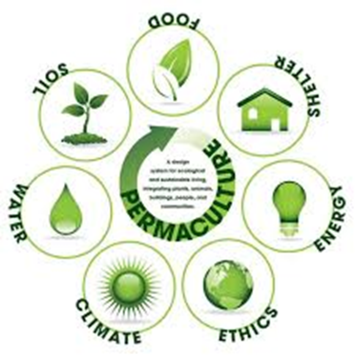 FOOD
SHELTER
ENERGY
ETHICS
CLIMATE
WATER
SOIL
A design
system for ecological
and sustainable living,
integrating plants, animals,
buildings, people, and
communities.
PERMACULTURE